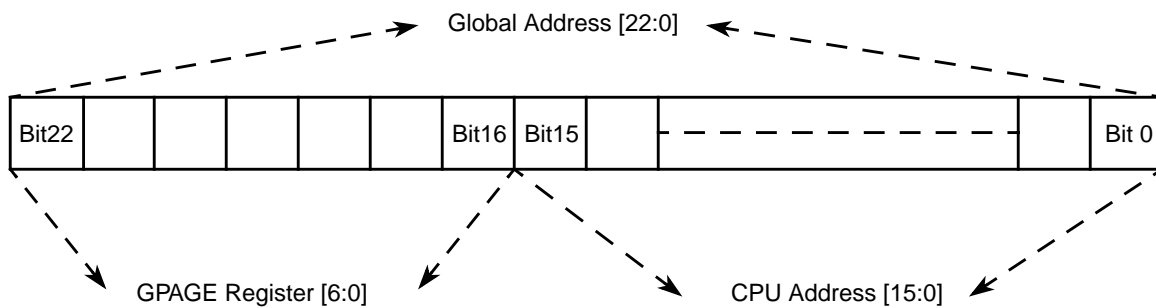 Global Address [22:0]
Bit22 Bit16 Bit15 Bit 0
GPAGE Register [6:0] CPU Address [15:0]